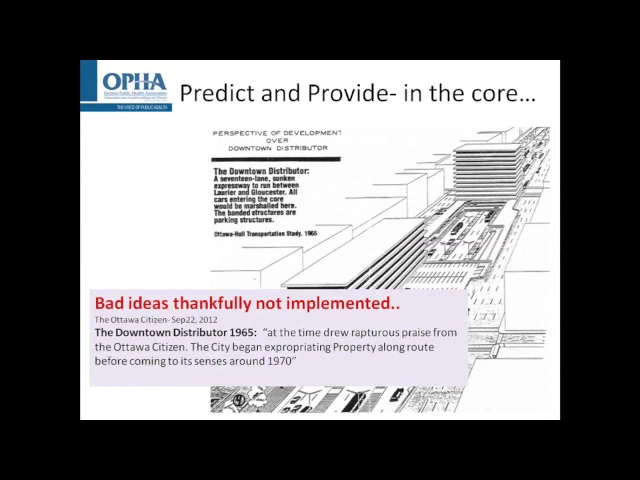 OPHA
Ontario Public Health Association
THE VOICE OF PUBLIC HEALTH
Predict and Provide- in the core...
PERSPECTIVE OF DEVELOPMENT
OVER
DOWNTOWN DISTRIBUTOR
The Downtown Distributor:
A seventeen-lane, sunken
expressway to run between
Laurier and Gloucester. All
cars entering the core
would be marshalled here.
The banded structures are
parking structures.
Ottawa-Hull Transportation Study, 1965
Bad ideas thankfully not implemented..
The Ottawa Citizen- Sep22, 2012
The Downtown Distributor 1965: “at the time drew rapturous praise from
the Ottawa Citizen. The City began expropriating Property along route
before coming to its senses around 1970”